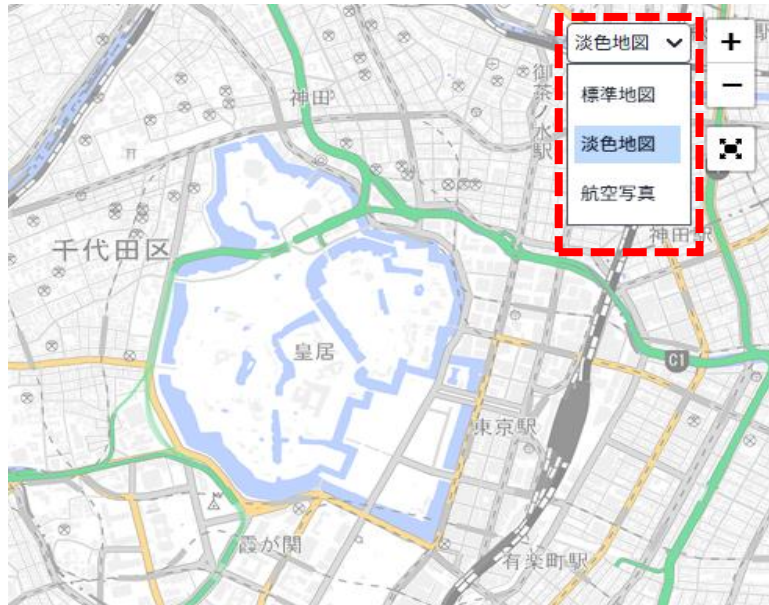 淡色地図
標準地図
淡色地図
航空写真
+
−
御茶ノ水駅
神田
神田駅
千代田区
皇居
C1
東京駅
霞が関
有楽町駅